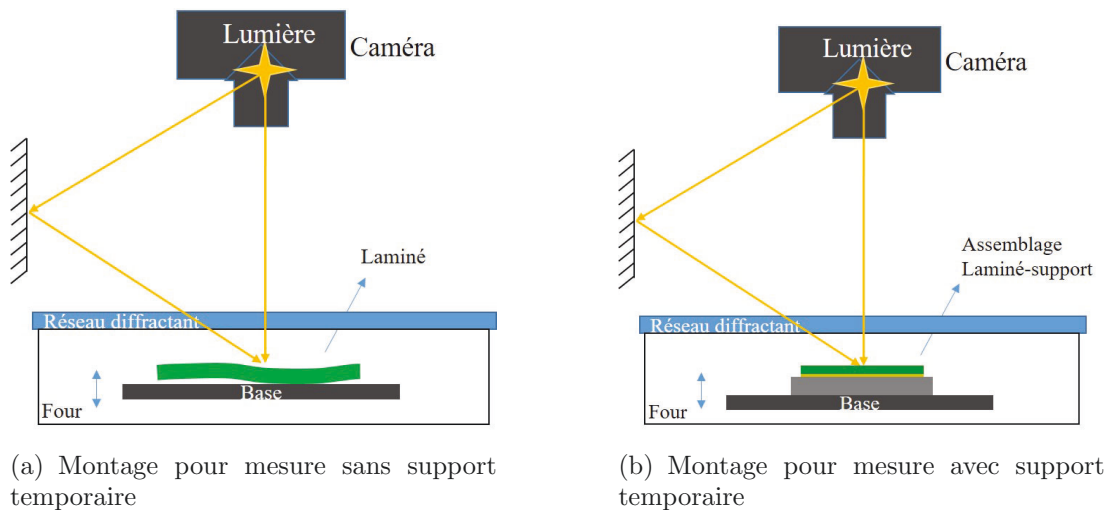 Lumière
Caméra
Laminé
Réseau diffractant
Base
Four
(a) Montage pour mesure sans support
temporaire
Lumière
Caméra
Assemblage
Laminé-support
Réseau diffractant
Base
Four
(b) Montage pour mesure avec support
temporaire